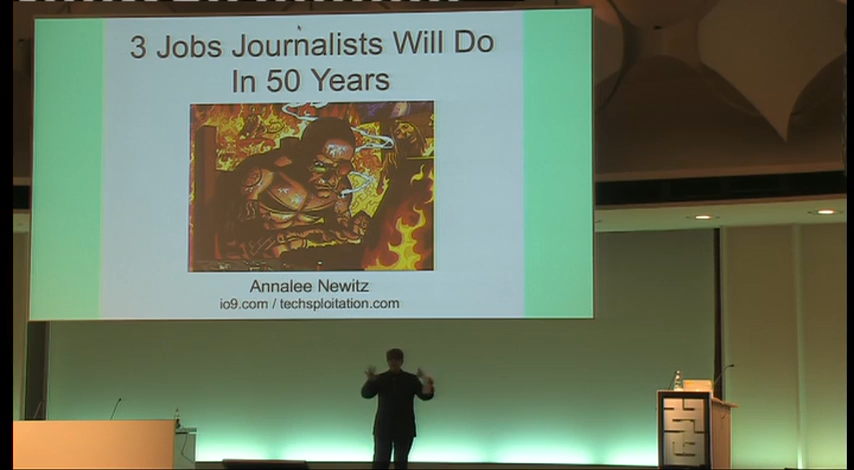 3 Jobs Journalists Will Do
In 50 Years
Annalee Newitz
io9.com / techsploitation.com